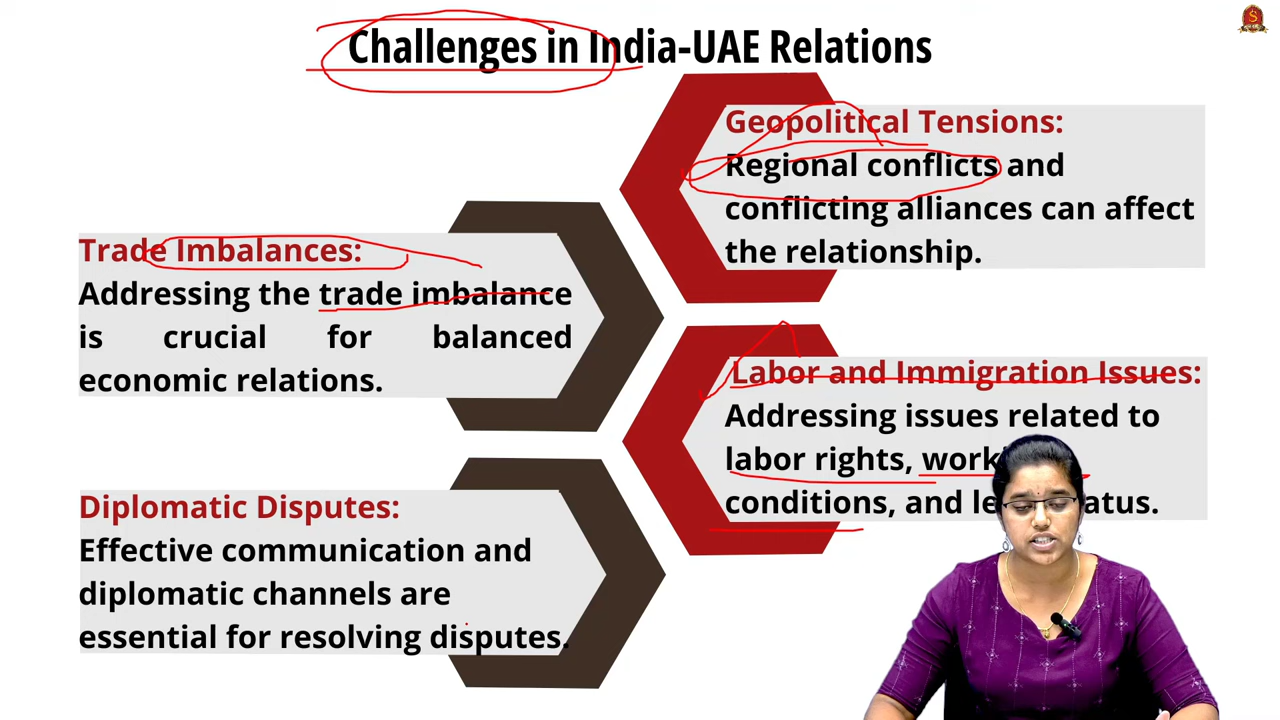 Challenges in India-UAE Relations
Geopolitical Tensions:
Regional conflicts and
conflicting alliances can affect
the relationship.
Trade Imbalances:
Addressing the trade imbalance
is crucial for balanced
economic relations.
Labor and Immigration Issues:
Addressing issues related to
labor rights,
conditions, and
Diplomatic Disputes:
Effective communication and
diplomatic channels are
essential for resolving disputes.